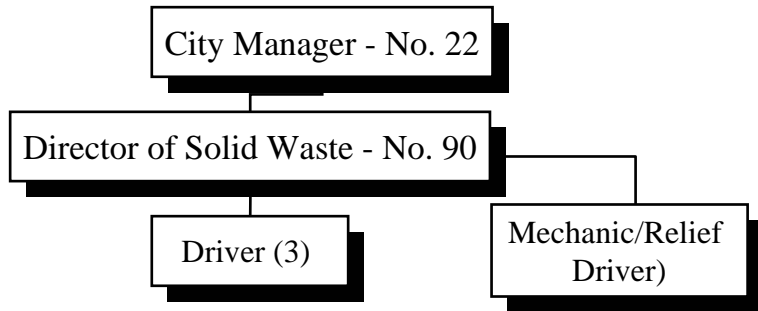 City Manager - No. 22
Director of Solid Waste - No. 90
Driver (3)
Mechanic/Relief
Driver)